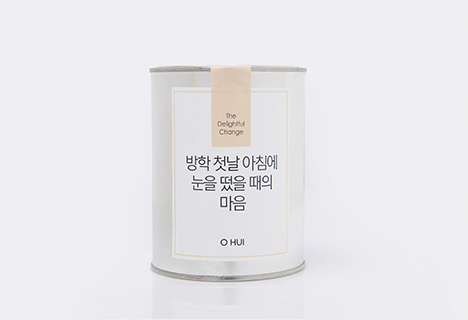 The
Delightful
Change
방학 첫날 아침에
눈을 떴을 때의
마음
O HUI